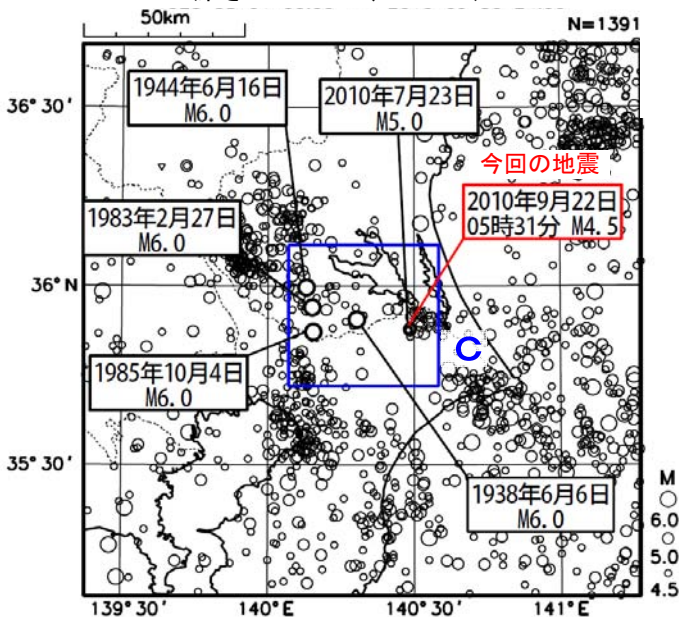 50km
N=1391
36°30′
1944年6月16日
M6.0
2010年7月23日
M5.0
今回の地震
2010年9月22日
05時31分 M4.5
1983年2月27日
M6.0
36°N
C
1985年10月4日
M6.0
35°30′
1938年6月6日
M6.0
M
6.0
5.0
4.5
139°30′
140°E
140°30′
141°E